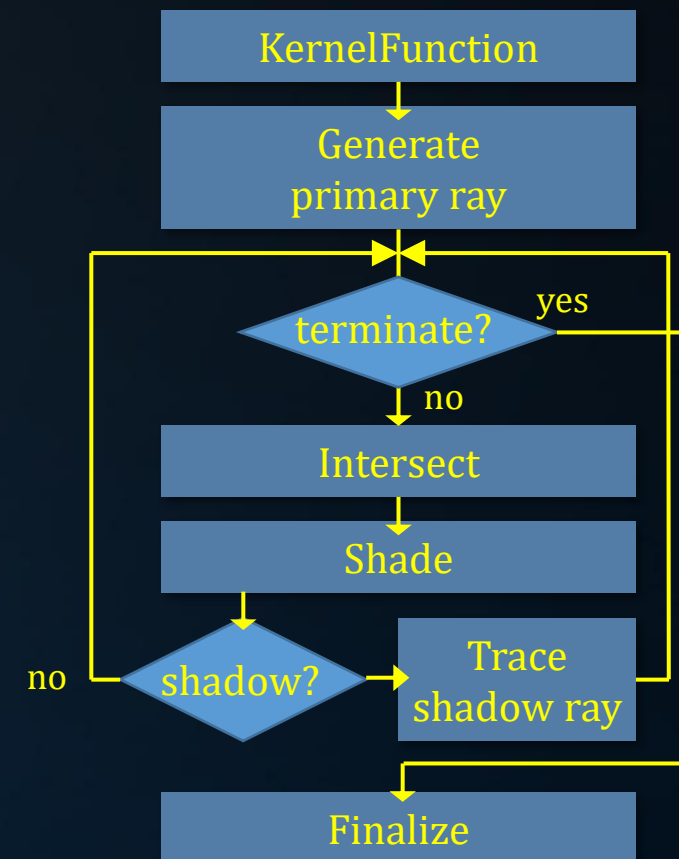 KernelFunction
Generate
primary ray
terminate?
yes
no
Intersect
Shade
no
shadow?
Trace
shadow ray
Finalize